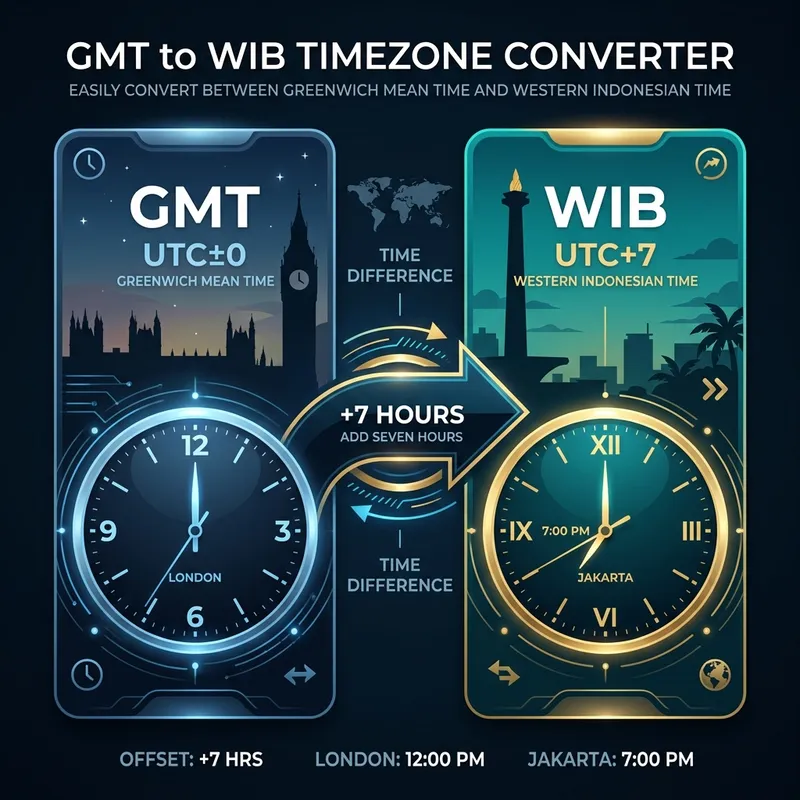 GMT to WIB TIMEZONE CONVERTER
EASILY CONVERT BETWEEN GREENWICH MEAN TIME AND WESTERN INDONESIAN TIME
GMT
UTC±0
GREENWICH MEAN TIME
TIME
DIFFERENCE
WIB
UTC+7
WESTERN INDONESIAN TIME
+7 HOURS
ADD SEVEN HOURS
12
9
3
6
LONDON
TIME
DIFFERENCE
XII
IX
7:00 PM
III
JAKARTA
VI
OFFSET: +7 HRS
LONDON: 12:00 PM
JAKARTA: 7:00 PM